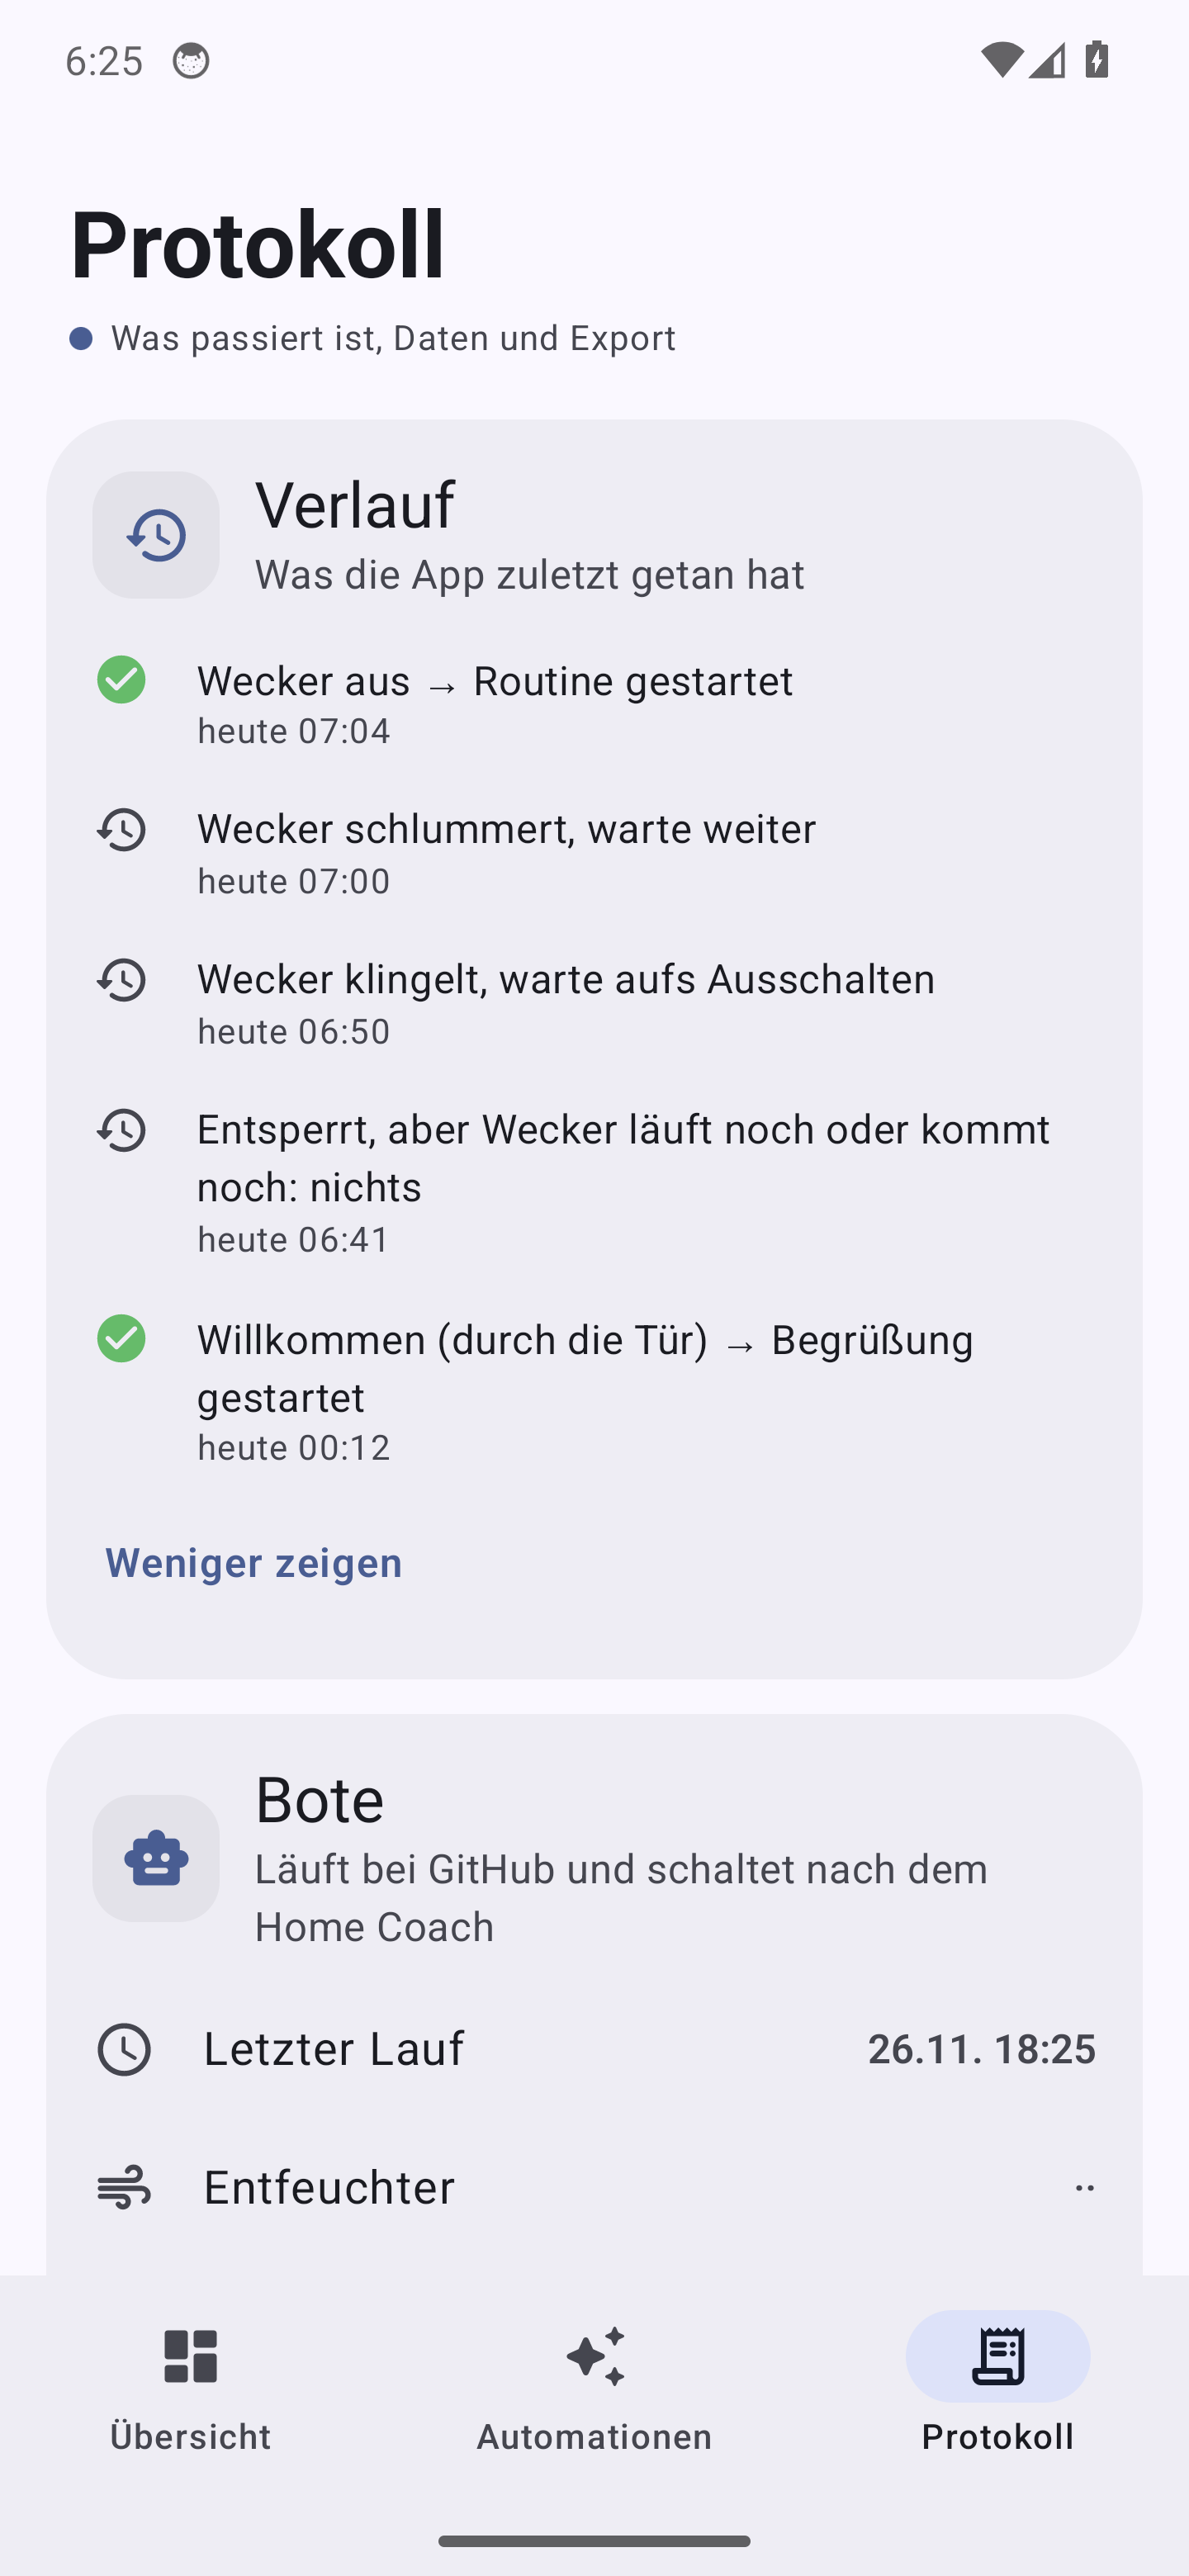 6:25
Protokoll
Was passiert ist, Daten und Export
Verlauf
Was die App zuletzt getan hat
Wecker aus → Routine gestartet
heute 07:04
Wecker schlummert, warte weiter
heute 07:00
Wecker klingelt, warte aufs Ausschalten
heute 06:50
Entsperrt, aber Wecker läuft noch oder kommt
noch: nichts
heute 06:41
Willkommen (durch die Tür) → Begrüßung
gestartet
heute 00:12
Weniger zeigen
Bote
Läuft bei GitHub und schaltet nach dem
Home Coach
Letzter Lauf 26.11. 18:25
Entfeuchter ··
Übersicht Automationen Protokoll